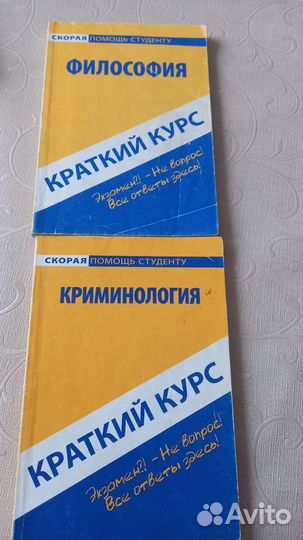 СКОРАЯ ПОМОЩЬ СТУДЕНТУ
ФИЛОСОФИЯ
КРАТКИЙ КУРС
Экзамен?! - Не вопрос!
Все ответы здесь!
СКОРАЯ ПОМОЩЬ СТУДЕНТУ
КРИМИНОЛОГИЯ
КРАТКИЙ КУРС
Экзамен?! - Не вопрос!
Все ответы здесь!
Avito